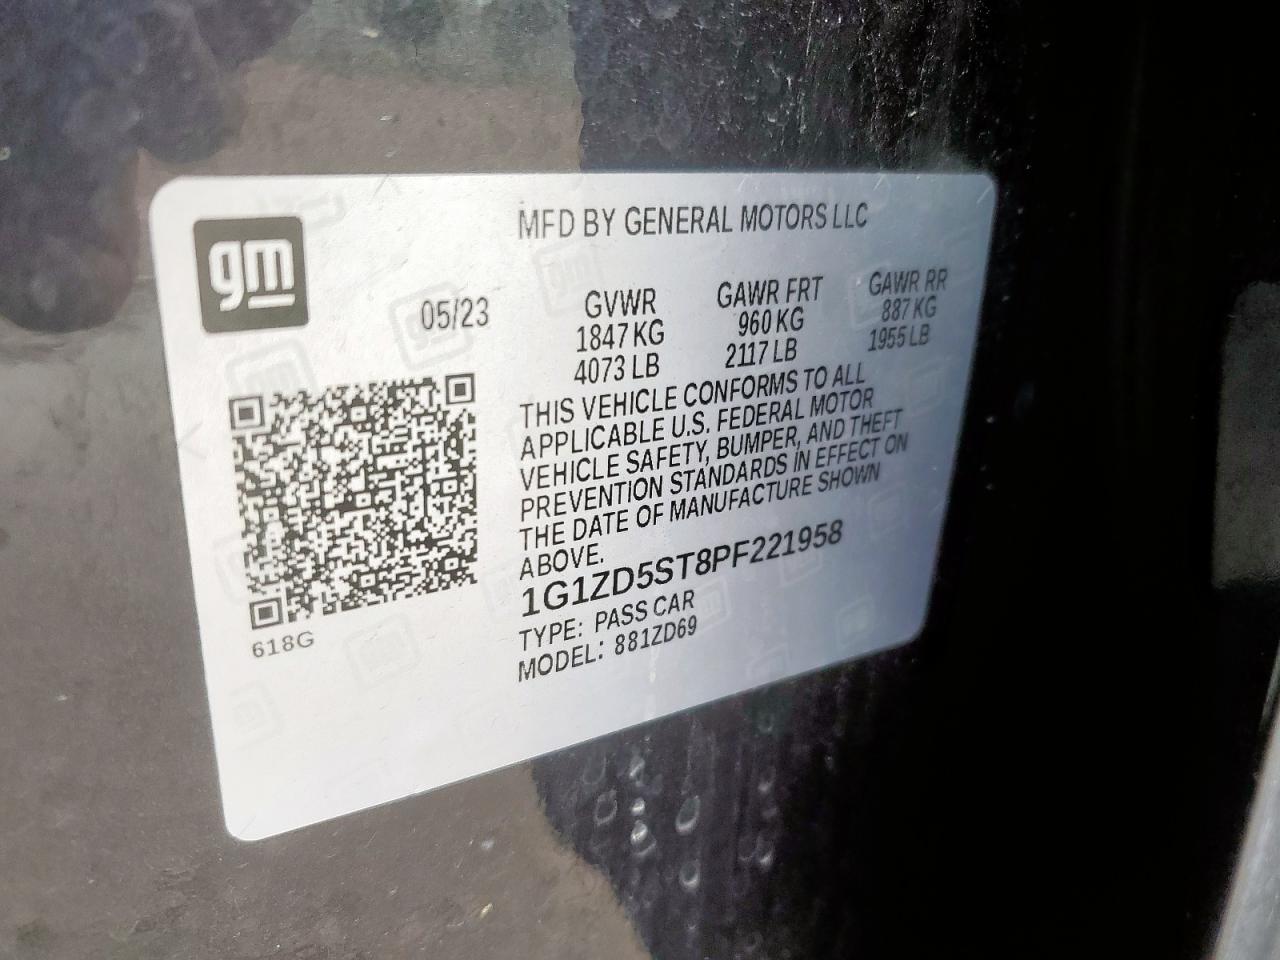 gm
MFD BY GENERAL MOTORS LLC
05/23
GVWR GAWR FRT GAWR RR
1847 KG 960 KG 887 KG
4073 LB 2117 LB 1955 LB
THIS VEHICLE CONFORMS TO ALL
APPLICABLE U.S. FEDERAL MOTOR
VEHICLE SAFETY, BUMPER, AND THEFT
PREVENTION STANDARDS IN EFFECT ON
THE DATE OF MANUFACTURE SHOWN
ABOVE.
1G1ZD5ST8PF221958
TYPE: PASS CAR
MODEL: 881ZD69
618G